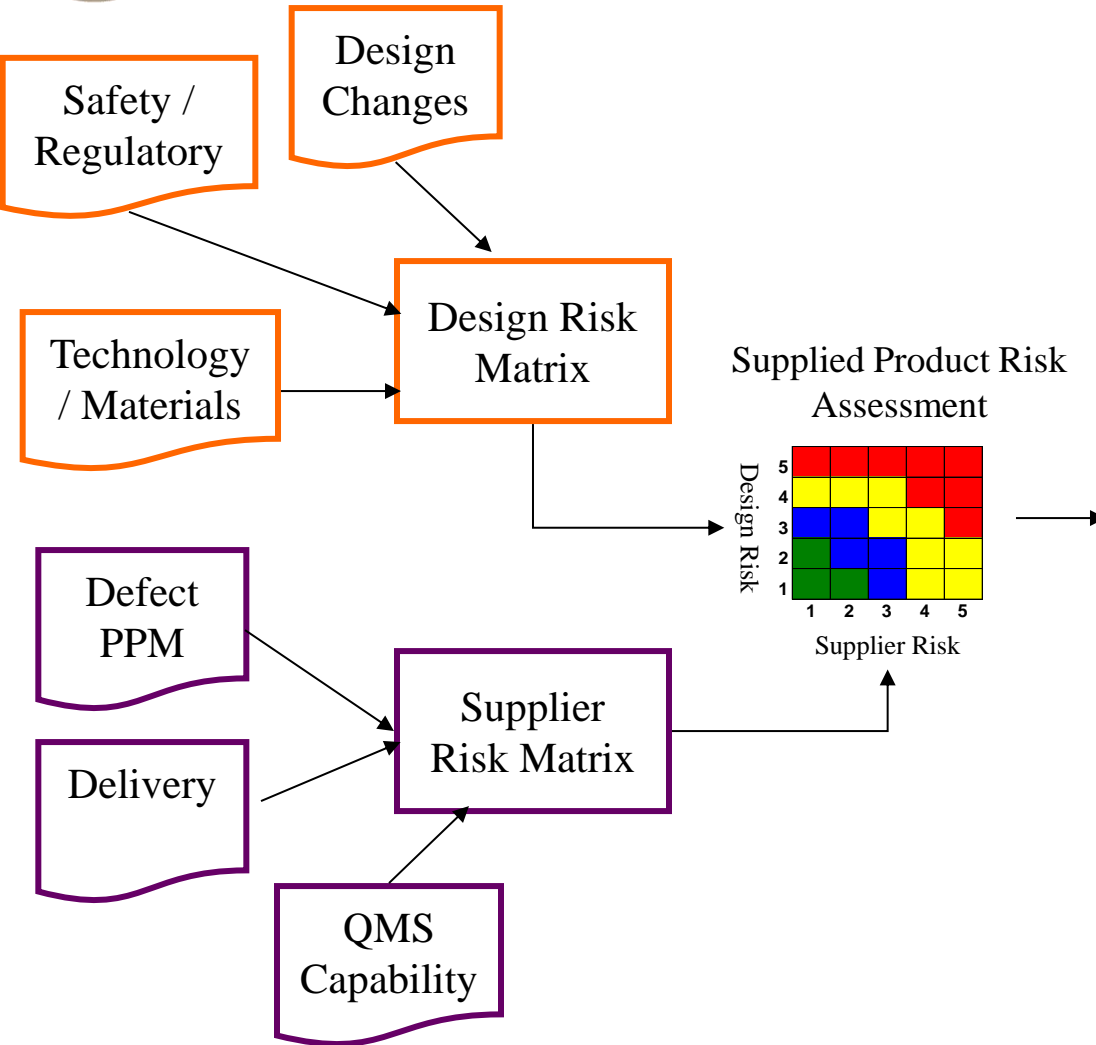 Design
Changes
Safety /
Regulatory
Design Risk
Matrix
Technology
/ Materials
Supplied Product Risk
Assessment
Design Risk
5
4
3
2
1
1 2 3 4 5
Supplier Risk
Defect
PPM
Supplier
Risk Matrix
Delivery
QMS
Capability